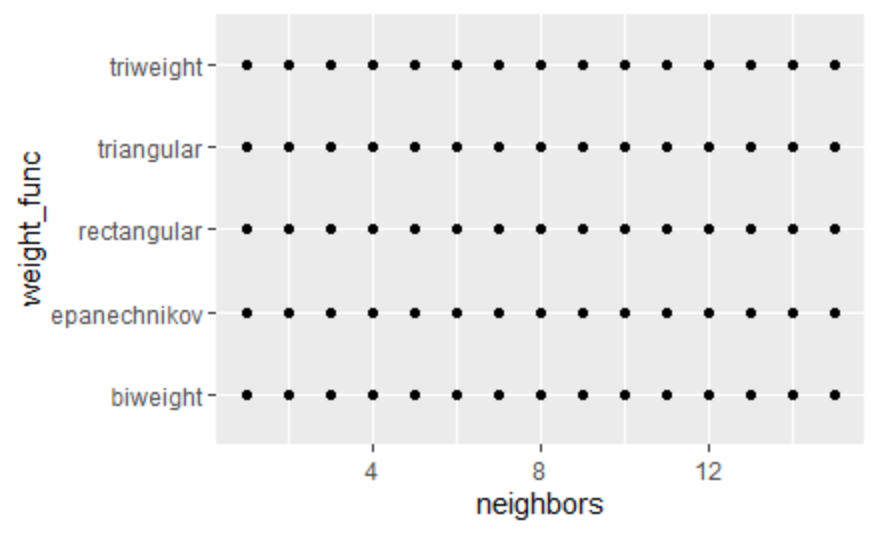 weight_func
triweight
triangular
rectangular
epanechnikov
biweight
4 8 12
neighbors